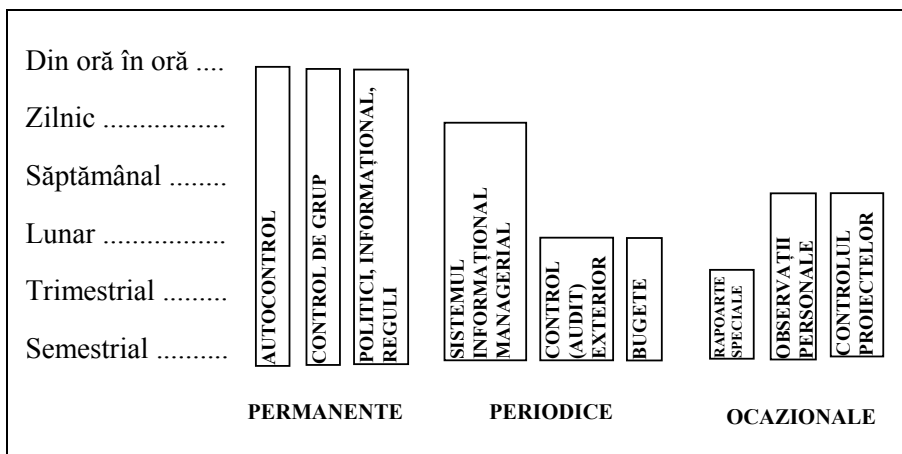 Din oră în oră ....
Zilnic ................
Săptămânal ........
Lunar ................
Trimestrial .........
Semestrial ..........
AUTOCONTROL
CONTROL DE GRUP
POLITICI, INFORMAȚIONAL,
REGULI
SISTEMUL
INFORMAȚIONAL
MANAGERIAL
CONTROL
(AUDIT)
EXTERIOR
BUGETE
RAPOARTE
SPECIALE
OBSERVAȚII
PERSONALE
CONTROLUL
PROIECTELOR
PERMANENTE
PERIODICE
OCAZIONALE